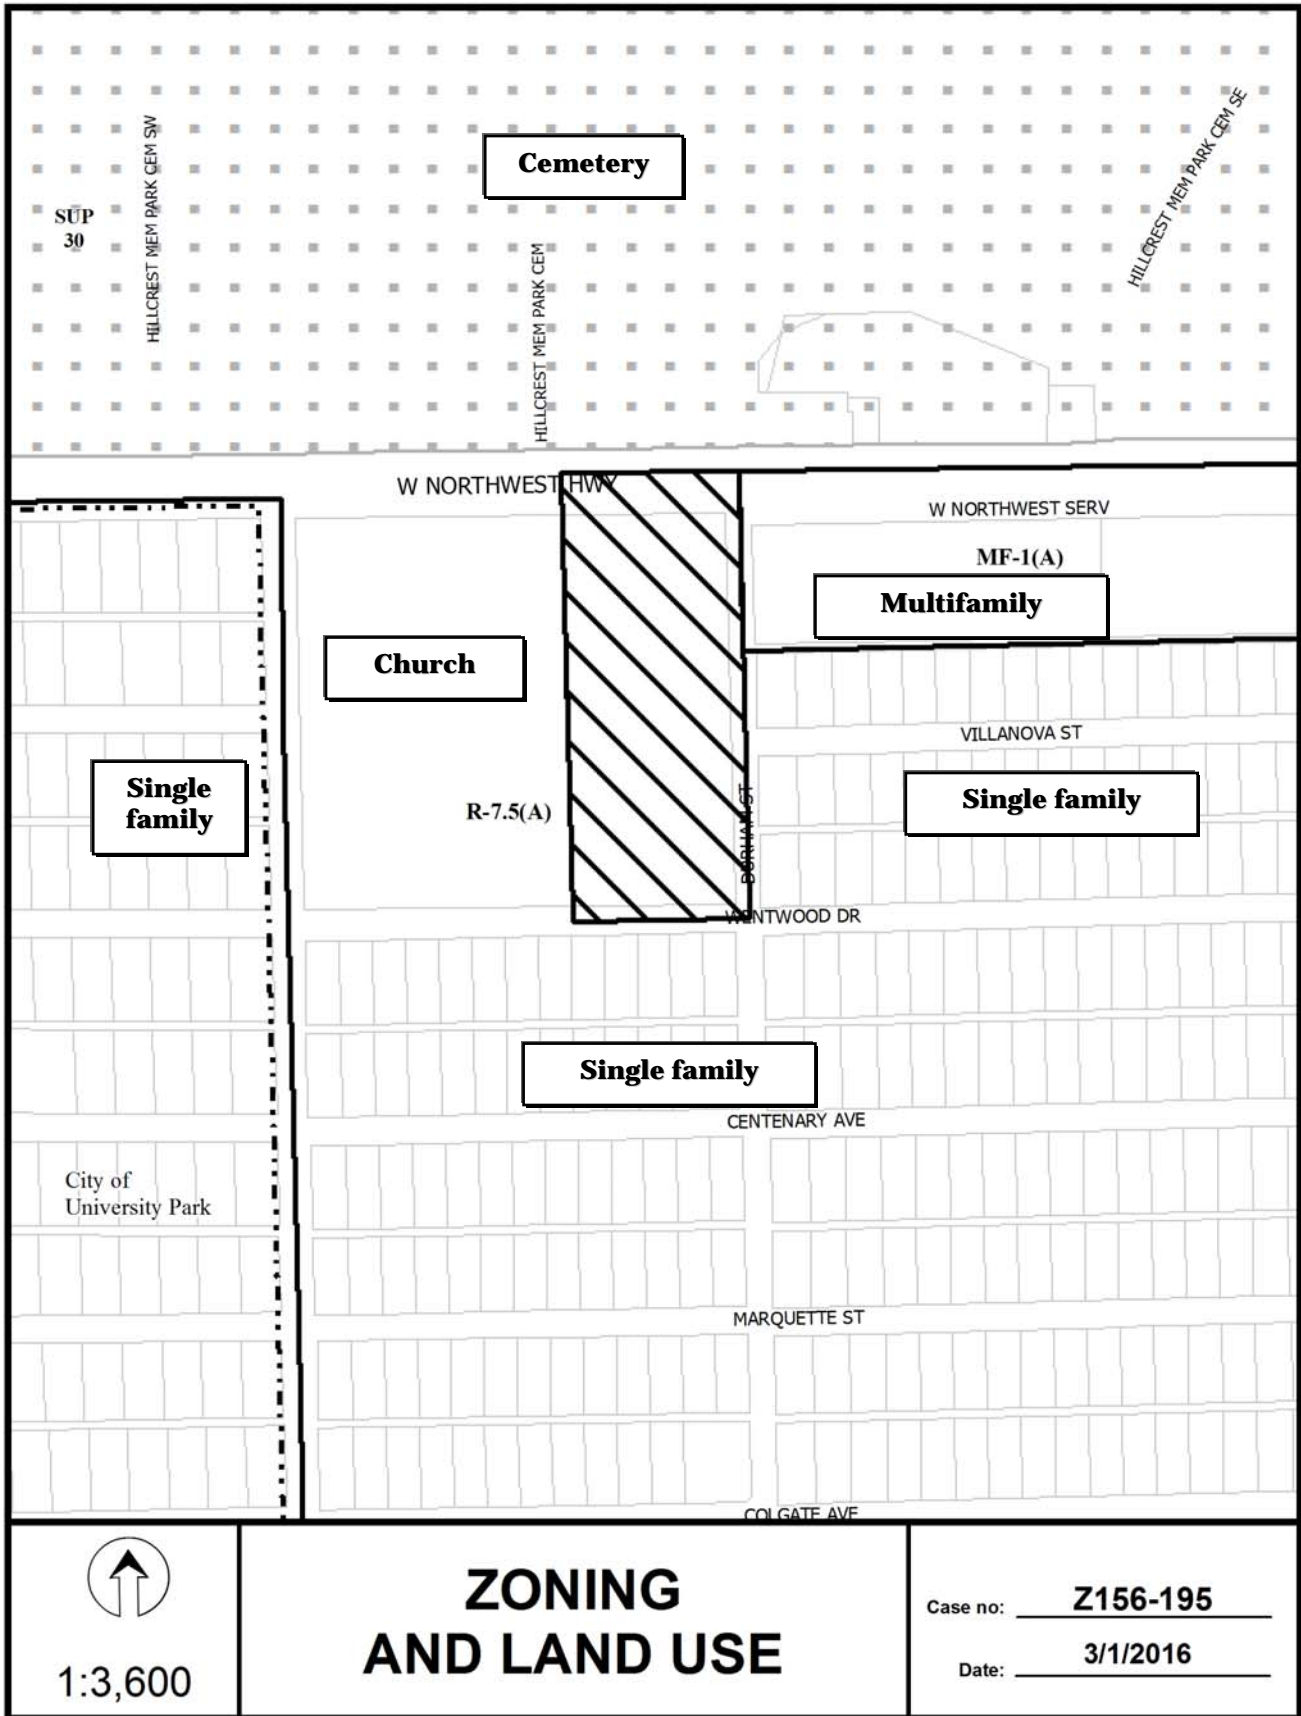 Cemetery
SUP
30
HILLCREST MEM PARK CEM SW
HILLCREST MEM PARK CEM
HILLCREST MEM PARK CEM SE
W NORTHWEST HWY
W NORTHWEST SERV
MF-1(A)
Multifamily
Church
VILLANOVA ST
Single
family
Single family
R-7.5(A)
DURHAM ST
WENTWOOD DR
Single family
CENTENARY AVE
City of
University Park
MARQUETTE ST
COLGATE AVE
1:3,600
ZONING
AND LAND USE
Case no: Z156-195
Date: 3/1/2016